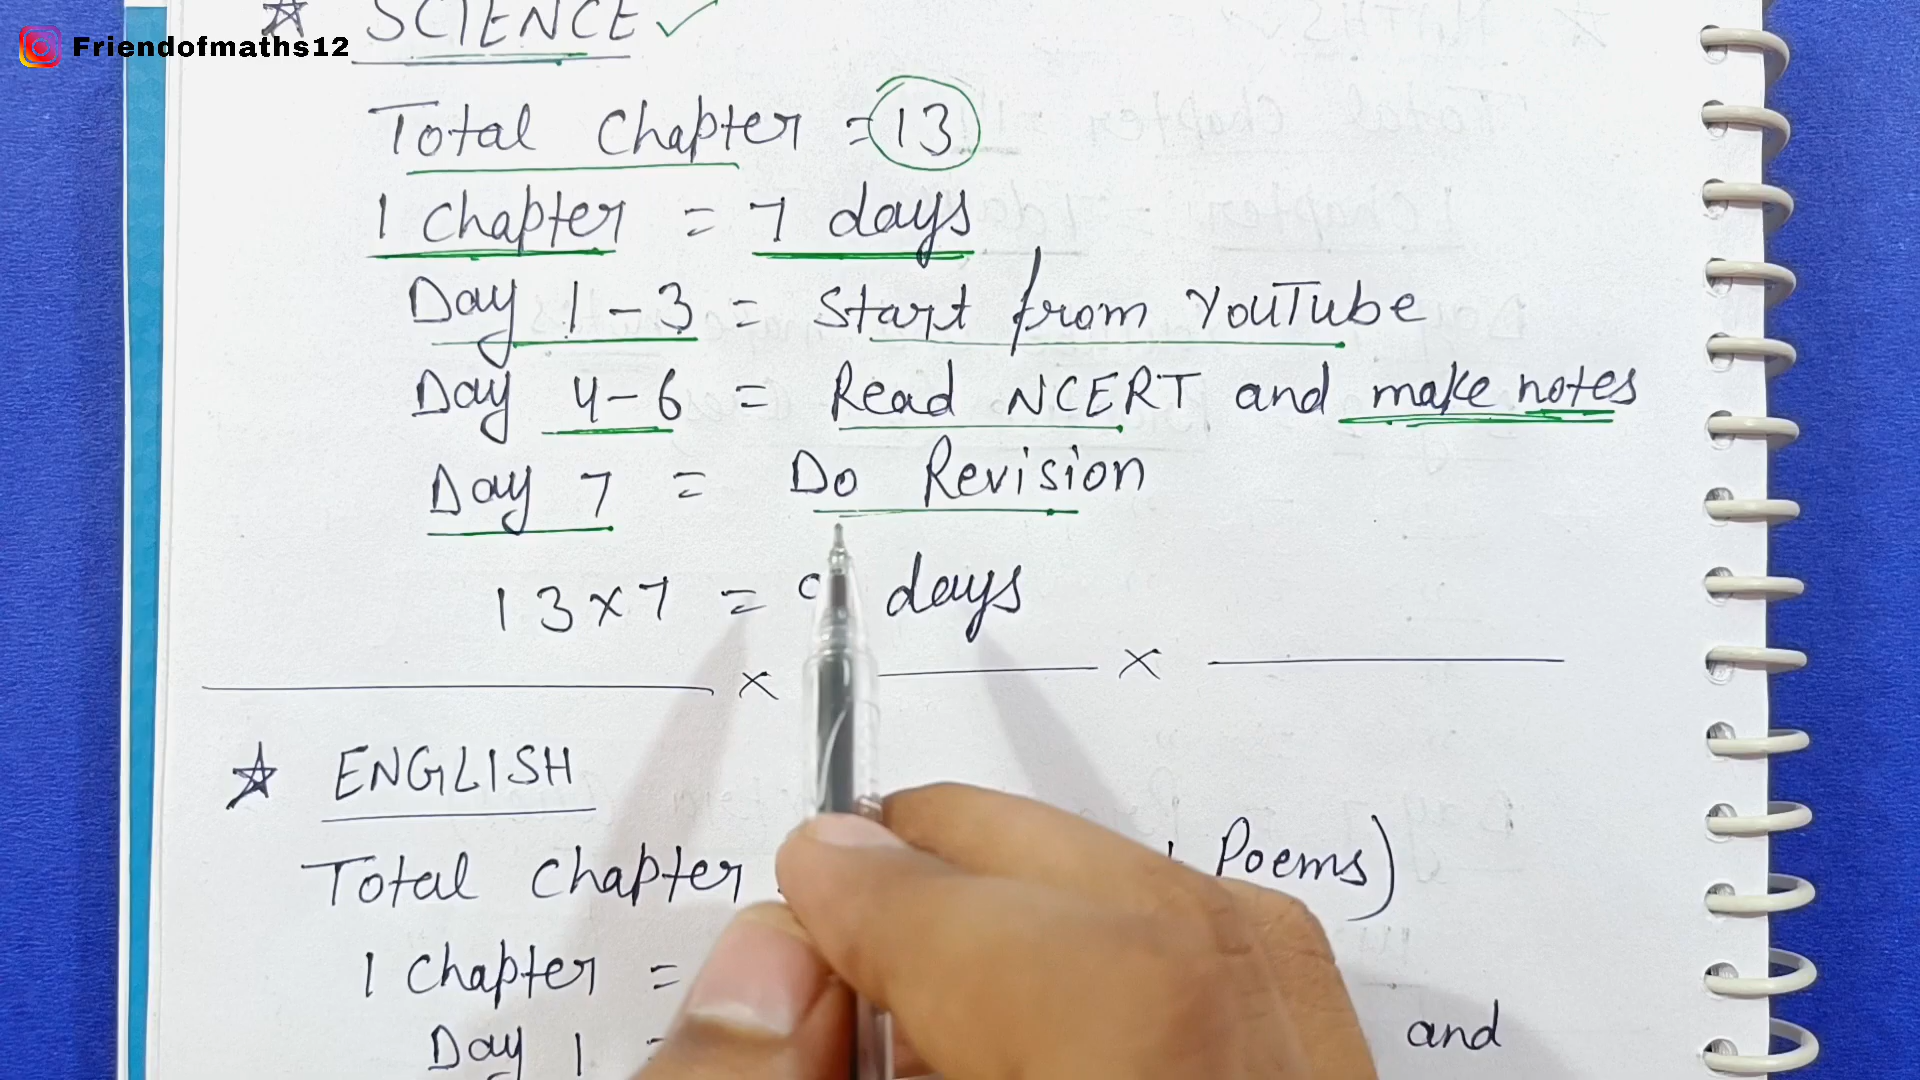 SCIENCE
Friendofmaths12
Total Chapter = 13
1 Chapter = 7 days
Day 1-3 = Start from YouTube
Day 4-6 = Read NCERT and make notes
Day 7 = Do Revision
13x7 = days
x x
ENGLISH
Total Chapter Poems)
1 Chapter =
Day 1 = and